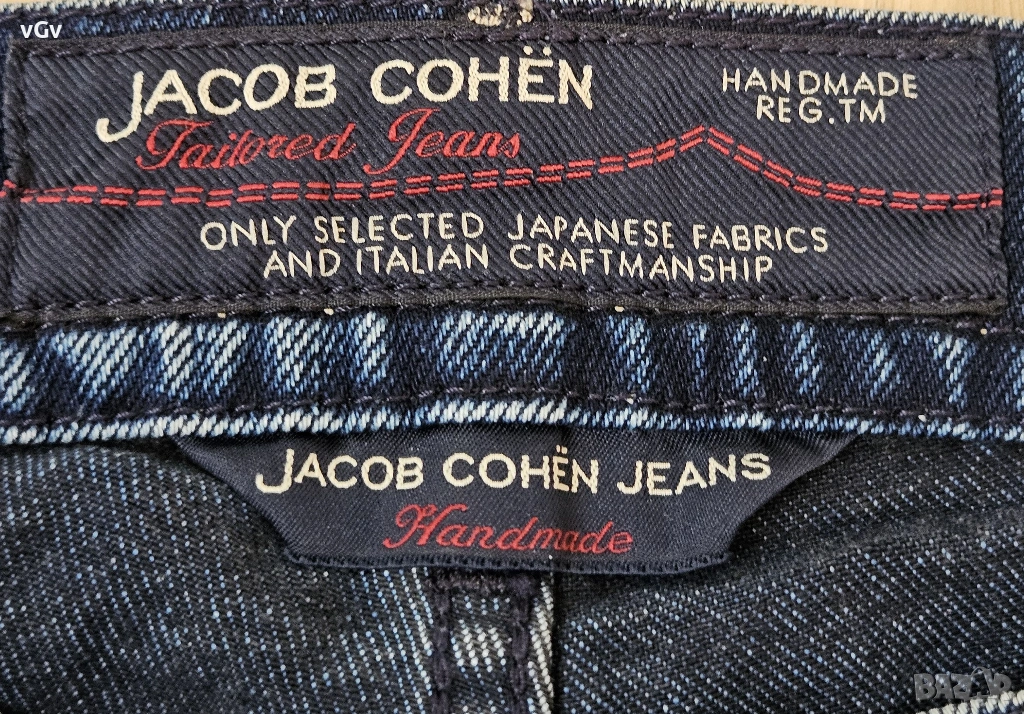 vGv
JACOB COHËN
Tailored Jeans
HANDMADE
REG.TM
ONLY SELECTED JAPANESE FABRICS
AND ITALIAN CRAFTMANSHIP
JACOB COHËN JEANS
Handmade
BAZAR